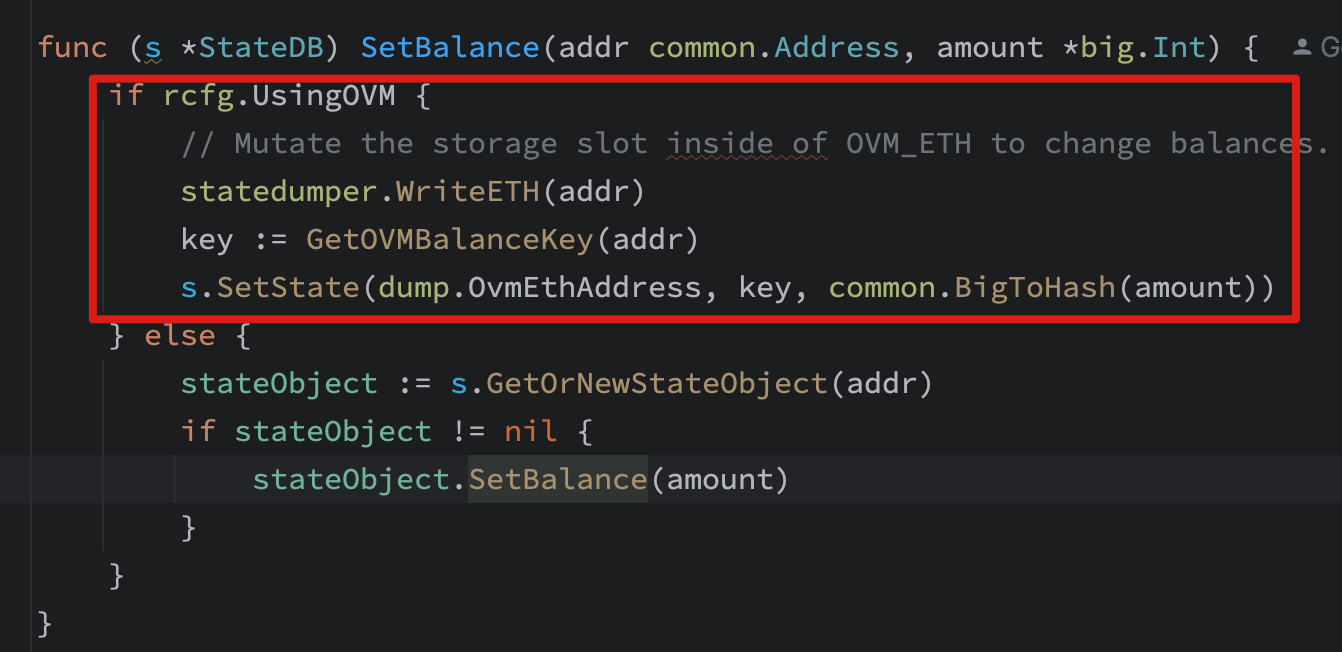 func (s *StateDB) SetBalance(addr common.Address, amount *big.Int) { G
if rcfg.UsingOVM {
// Mutate the storage slot inside of OVM_ETH to change balances.
statedumper.WriteETH(addr)
key := GetOVMBalanceKey(addr)
s.SetState(dump.OvmEthAddress, key, common.BigToHash(amount))
} else {
stateObject := s.GetOrNewStateObject(addr)
if stateObject != nil {
stateObject.SetBalance(amount)
}
}
}